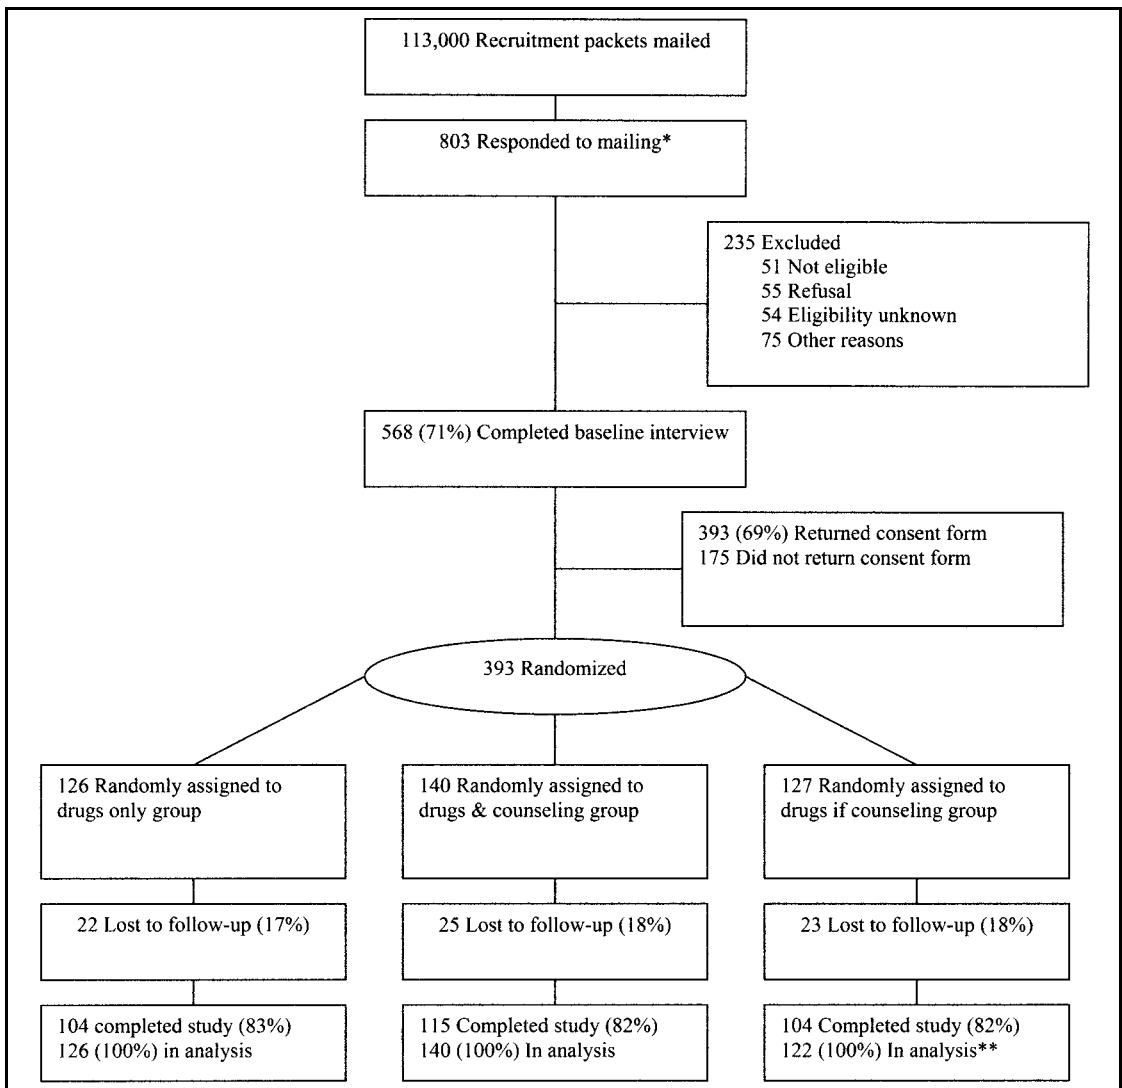 113,000 Recruitment packets mailed
803 Responded to mailing*
235 Excluded
51 Not eligible
55 Refusal
54 Eligibility unknown
75 Other reasons
568 (71%) Completed baseline interview
393 (69%) Returned consent form
175 Did not return consent form
393 Randomized
126 Randomly assigned to
drugs only group
140 Randomly assigned to
drugs & counseling group
127 Randomly assigned to
drugs if counseling group
22 Lost to follow-up (17%)
25 Lost to follow-up (18%)
23 Lost to follow-up (18%)
104 completed study (83%)
126 (100%) in analysis
115 Completed study (82%)
140 (100%) In analysis
104 Completed study (82%)
122 (100%) In analysis**